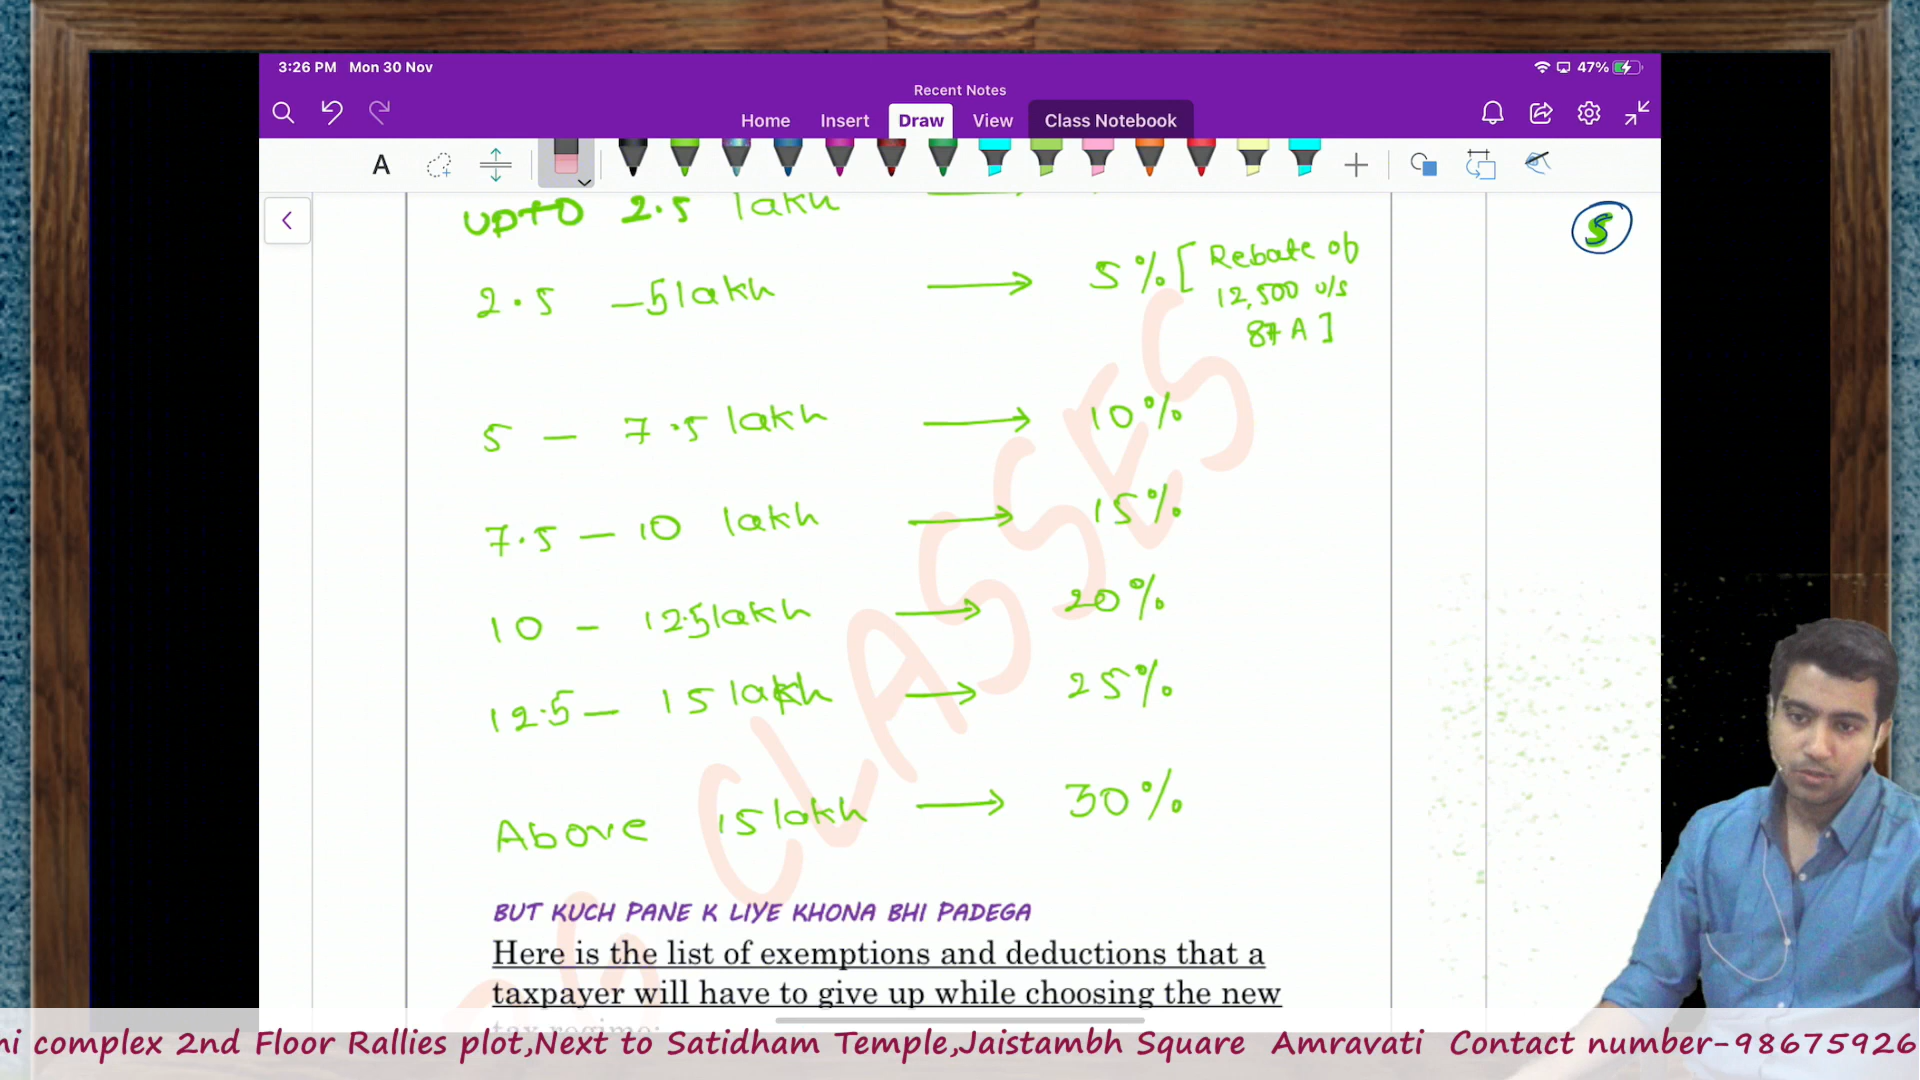 3:26 PM Mon 30 Nov
47%
Recent Notes
Home Insert Draw View Class Notebook
A
UPTO 2.5 lakh
S
2.5 – 5 lakh → 5% [Rebate of
12,500 u/s
87A]
5 – 7.5 lakh → 10%
7.5 – 10 lakh → 15%
10 – 12.5 lakh → 20%
12.5 – 15 lakh → 25%
Above 15 lakh → 30%
CLASSES
BUT KUCH PANE K LIYE KHONA BHI PADEGA
Here is the list of exemptions and deductions that a
taxpayer will have to give up while choosing the new
tax regime:
complex 2nd Floor Rallies plot,Next to Satidham Temple,Jaistambh Square Amravati Contact number-98675926